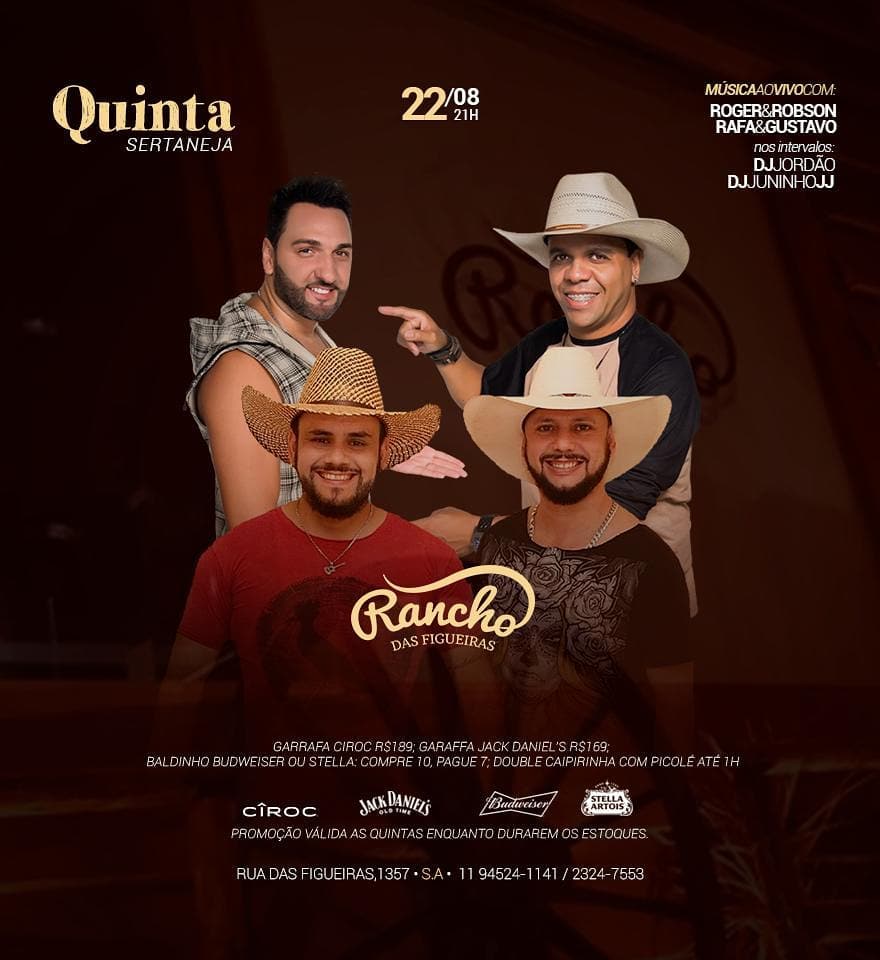 Quinta
SERTANEJA
22/08
21H
MÚSICAAOVIVOCOM:
ROGER&ROBSON
RAFA&GUSTAVO
nos intervalos:
DJJORDÃO
DJJUNINHOJJ
Rancho
DAS FIGUEIRAS
GARRAFA CIROC R$189; GARAFFA JACK DANIEL'S R$169;
BALDINHO BUDWEISER OU STELLA: COMPRE 10, PAGUE 7; DOUBLE CAIPIRINHA COM PICOLÉ ATÉ 1H
CÎROC
JACK DANIEL'S
OLD TIME
Budweiser
STELLA
ARTOIS
PROMOÇÃO VÁLIDA AS QUINTAS ENQUANTO DURAREM OS ESTOQUES.
RUA DAS FIGUEIRAS,1357 • S.A • 11 94524-1141 / 2324-7553